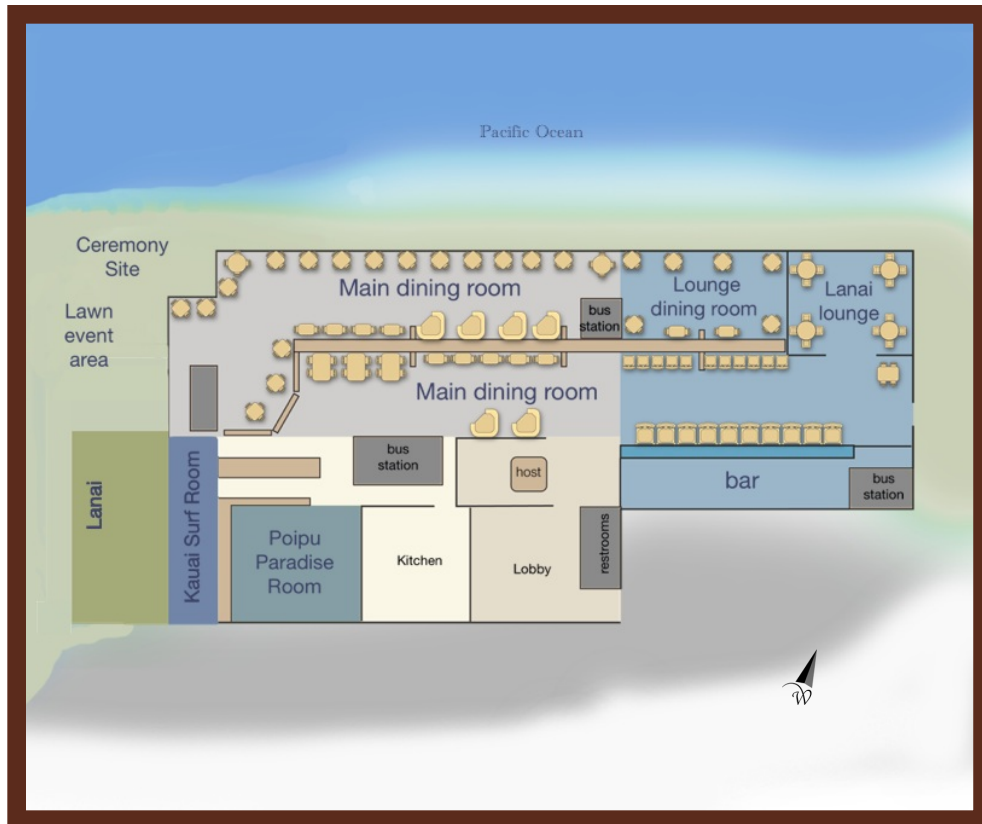 Pacific Ocean
Ceremony
Site
Lawn
event
area
Main dining room
bus
station
Lounge
dining room
Lanai
lounge
Main dining room
bus
station
host
bar
bus
station
Lanai
Kauai Surf Room
Poipu
Paradise
Room
Kitchen
Lobby
restrooms
W